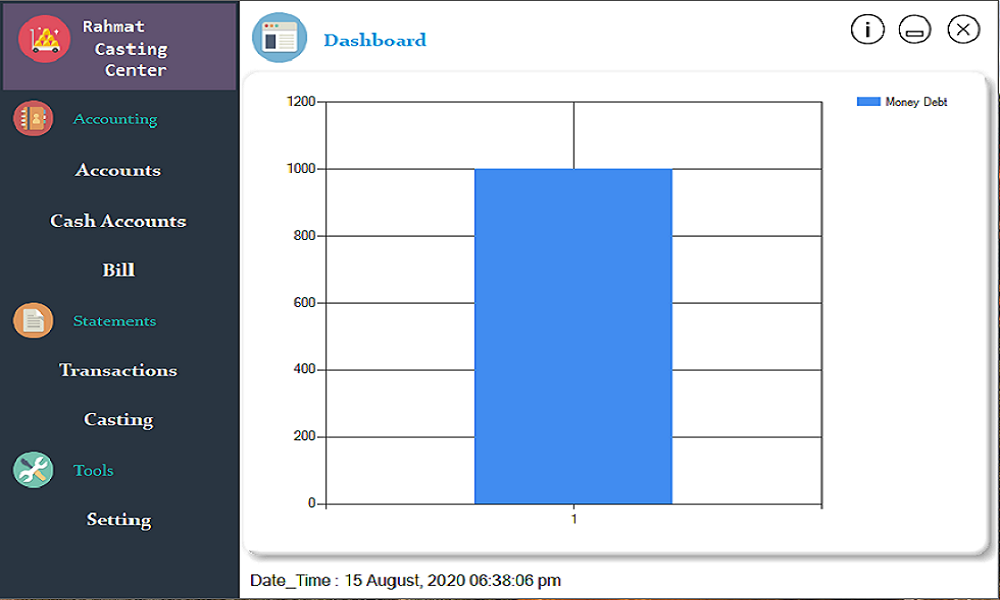 Rahmat
Casting
Center
Accounting
Accounts
Cash Accounts
Bill
Statements
Transactions
Casting
Tools
Setting
Dashboard
i
1200
1000
800
600
400
200
0
1
Money Debt
Date_Time : 15 August, 2020 06:38:06 pm